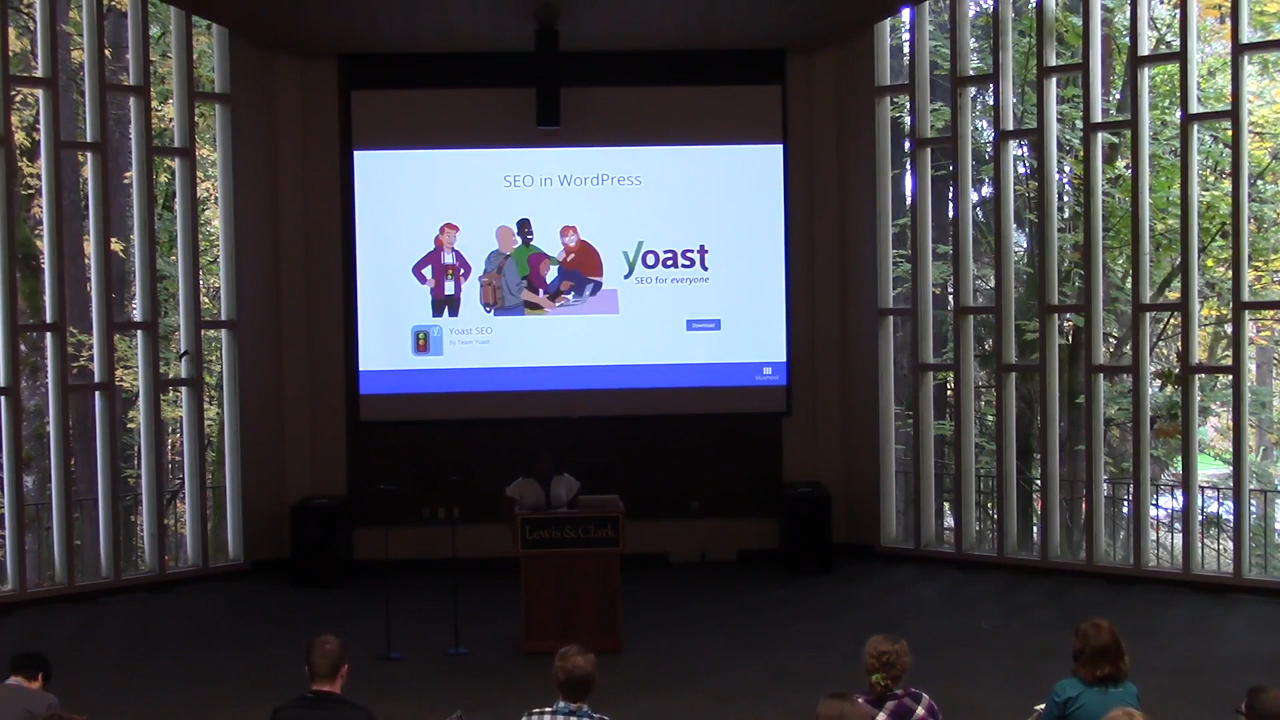 SEO in WordPress
yoast
SEO for everyone
Yoast SEO
By Team Yoast
Download
Lewis & Clark